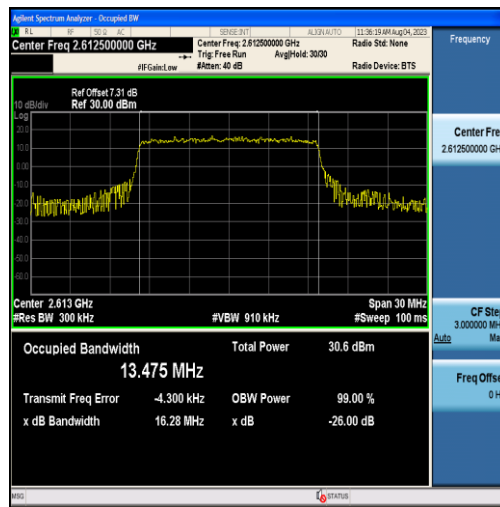 Agilent Spectrum Analyzer - Occupied BW
RL RF 50 Ω AC SENSE:INT ALIGN AUTO 11:36:19 AM Aug 04, 2023
Center Freq 2.612500000 GHz
Center Freq: 2.612500000 GHz
Radio Std: None
Trig: Free Run Avg|Hold: 30/30
#IFGain:Low #Atten: 40 dB Radio Device: BTS
Frequency
Ref Offset 7.31 dB
10 dB/div Ref 30.00 dBm
Log
20.0
10.0
0.00
-10.0
-20.0
-30.0
-40.0
-50.0
-60.0
Center Fre
2.612500000 GH
Center 2.613 GHz Span 30 MHz
#Res BW 300 kHz #VBW 910 kHz #Sweep 100 ms
CF Step
3.000000 MH
Auto Ma
Occupied Bandwidth Total Power 30.6 dBm
13.475 MHz
Transmit Freq Error -4.300 kHz OBW Power 99.00 %
x dB Bandwidth 16.28 MHz x dB -26.00 dB
Freq Offse
0 H
MSG STATUS